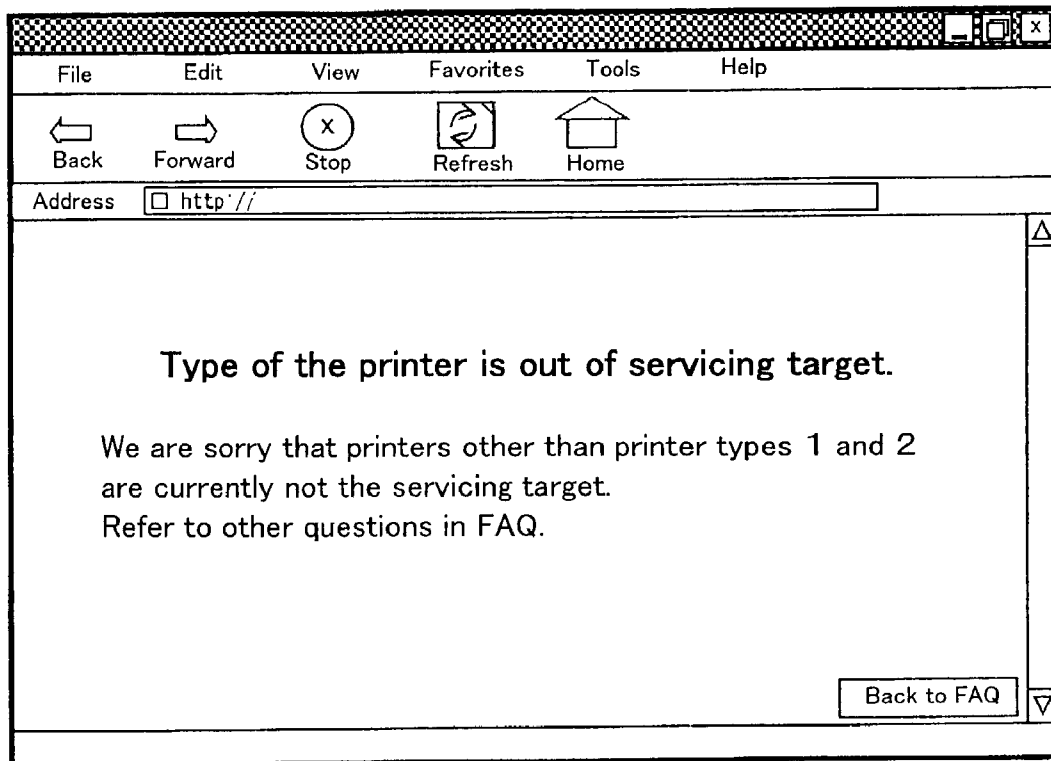 File Edit View Favorites Tools Help
Back Forward Stop Refresh Home
Address http://
Type of the printer is out of servicing target.
We are sorry that printers other than printer types 1 and 2
are currently not the servicing target.
Refer to other questions in FAQ.
Back to FAQ